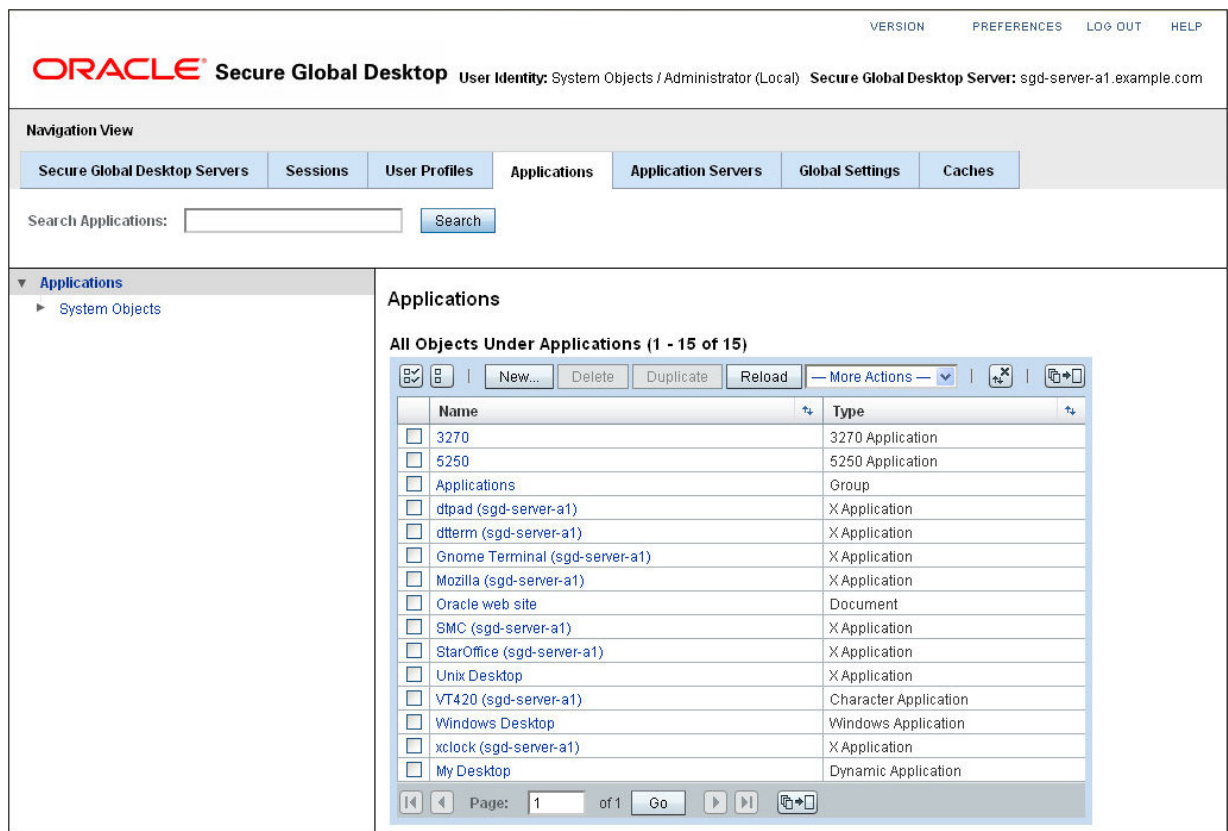 VERSION PREFERENCES LOG OUT HELP
ORACLE Secure Global Desktop User Identity: System Objects / Administrator (Local) Secure Global Desktop Server: sgd-server-a1.example.com
Navigation View
Secure Global Desktop Servers Sessions User Profiles Applications Application Servers Global Settings Caches
Search Applications: Search
Applications
System Objects
Applications
All Objects Under Applications (1 - 15 of 15)
New... Delete Duplicate Reload — More Actions —
Name Type
3270 3270 Application
5250 5250 Application
Applications Group
dtpad (sgd-server-a1) X Application
dtterm (sgd-server-a1) X Application
Gnome Terminal (sgd-server-a1) X Application
Mozilla (sgd-server-a1) X Application
Oracle web site Document
SMC (sgd-server-a1) X Application
StarOffice (sgd-server-a1) X Application
Unix Desktop X Application
VT420 (sgd-server-a1) Character Application
Windows Desktop Windows Application
xclock (sgd-server-a1) X Application
My Desktop Dynamic Application
Page: 1 of 1 Go